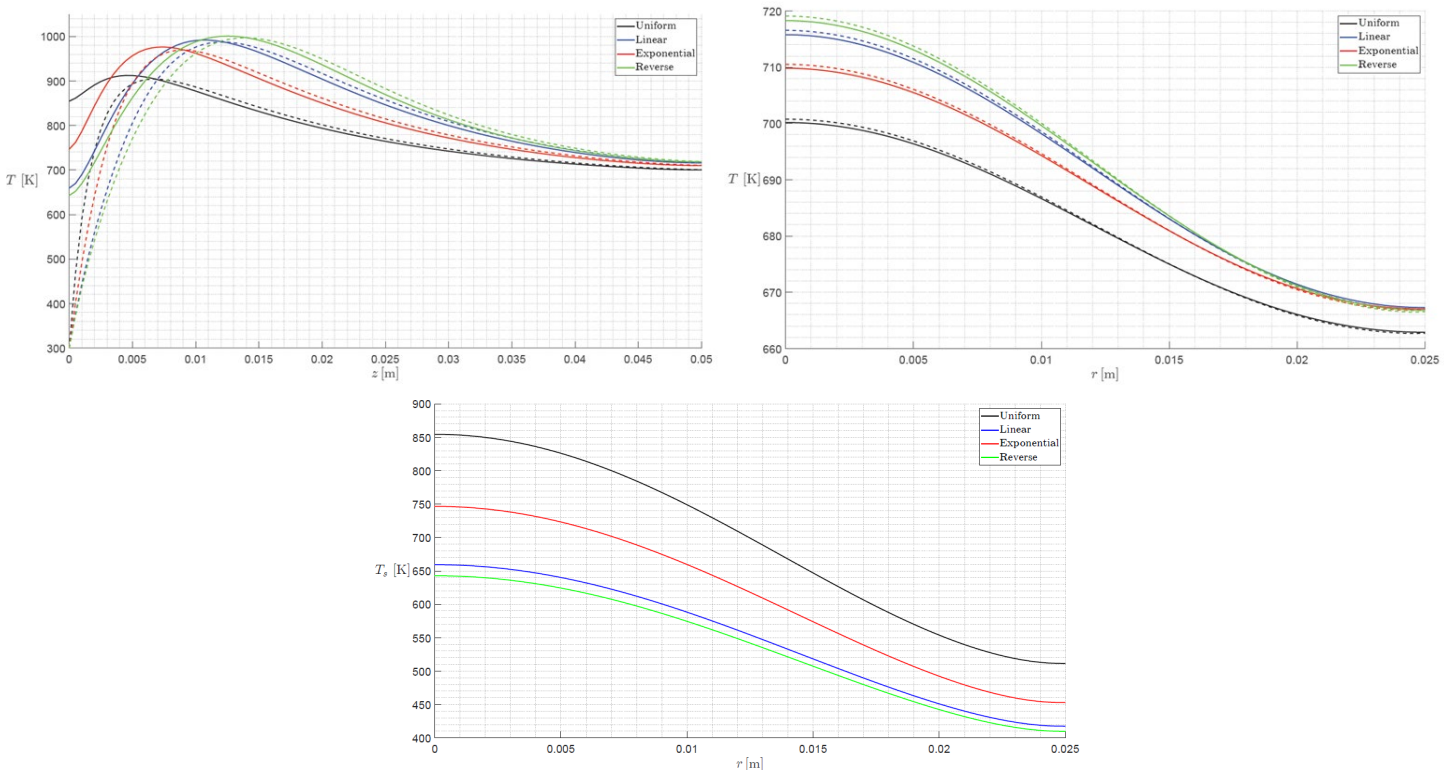 Uniform
Linear
Exponential
Reverse
1000
900
800
700
600
500
400
300
T [K]
0
0.005
0.01
0.015
0.02
0.025
0.03
0.035
0.04
0.045
0.05
z [m]
Uniform
Linear
Exponential
Reverse
720
710
700
690
680
670
660
T [K]
0
0.005
0.01
0.015
0.02
0.025
r [m]
Uniform
Linear
Exponential
Reverse
900
850
800
750
700
650
600
550
500
450
400
Ts [K]
0
0.005
0.01
0.015
0.02
0.025
r [m]